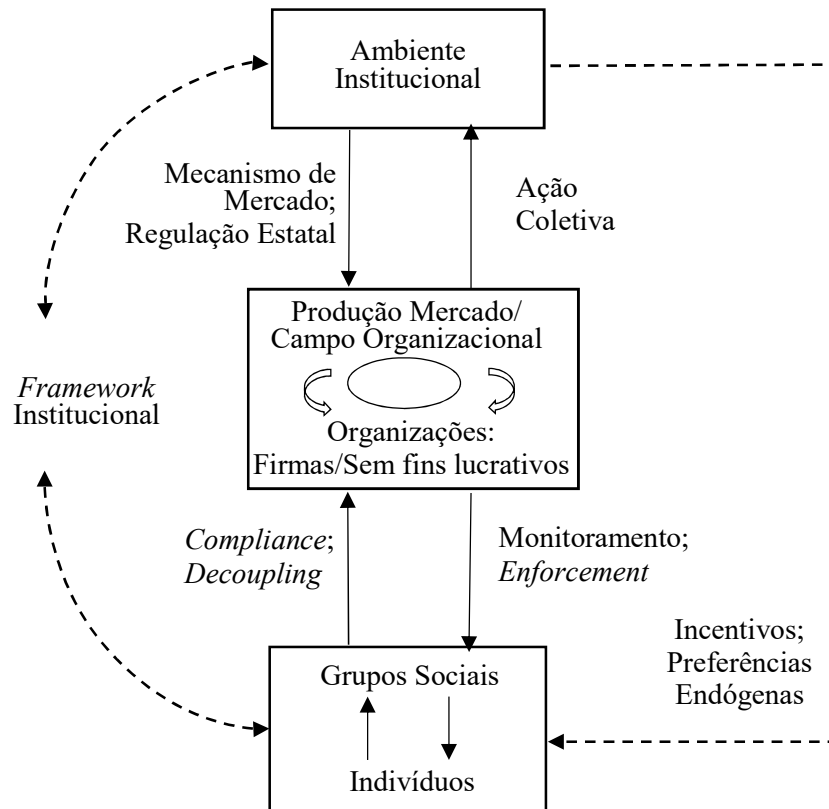 Ambiente
Institucional
Mecanismo de
Mercado;
Regulação Estatal
Ação
Coletiva
Produção Mercado/
Campo Organizacional
Framework
Institucional
Organizações:
Firmas/Sem fins lucrativos
Compliance;
Decoupling
Monitoramento;
Enforcement
Incentivos;
Preferências
Endógenas
Grupos Sociais
Indivíduos